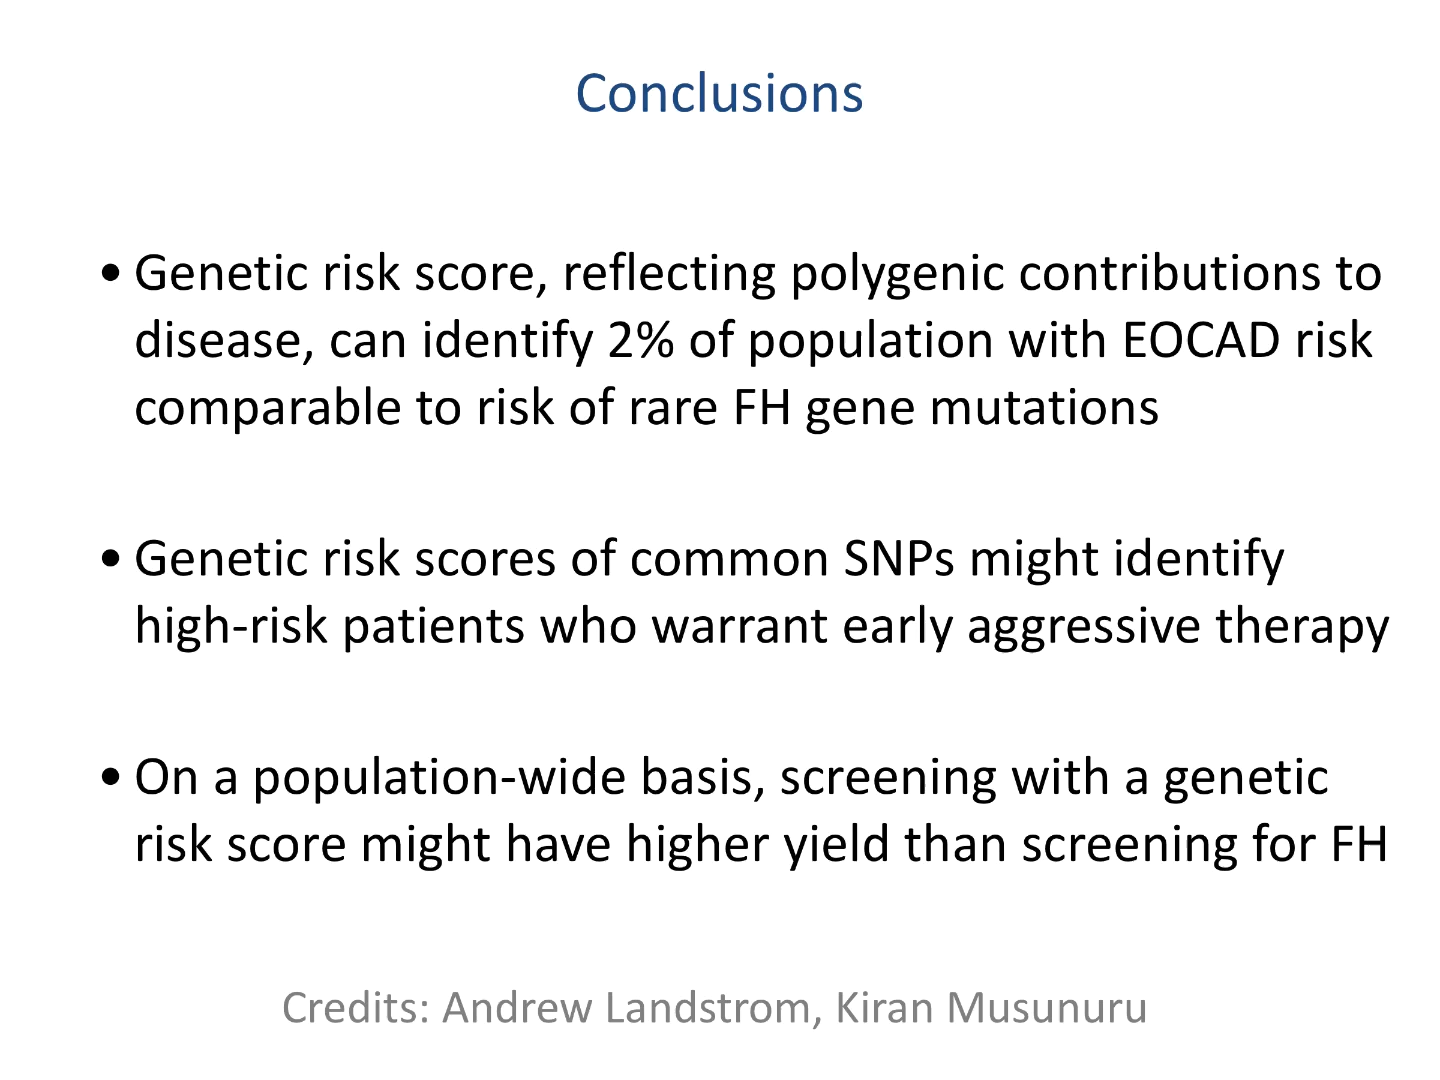 Conclusions
• Genetic risk score, reflecting polygenic contributions to
disease, can identify 2% of population with EOCAD risk
comparable to risk of rare FH gene mutations
• Genetic risk scores of common SNPs might identify
high-risk patients who warrant early aggressive therapy
• On a population-wide basis, screening with a genetic
risk score might have higher yield than screening for FH
Credits: Andrew Landstrom, Kiran Musunuru